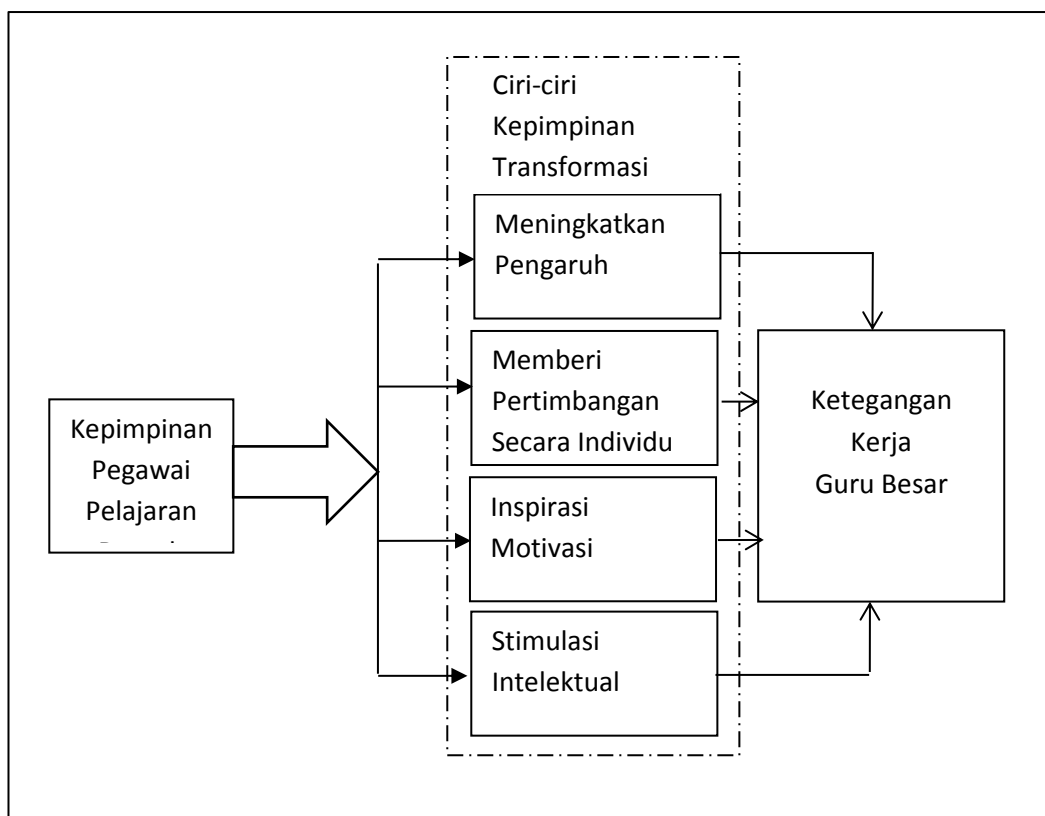 Ciri-ciri
Kepimpinan
Transformasi
Meningkatkan
Pengaruh
Memberi
Pertimbangan
Secara Individu
Inspirasi
Motivasi
Stimulasi
Intelektual
Kepimpinan
Pegawai
Pelajaran
Ketegangan
Kerja
Guru Besar